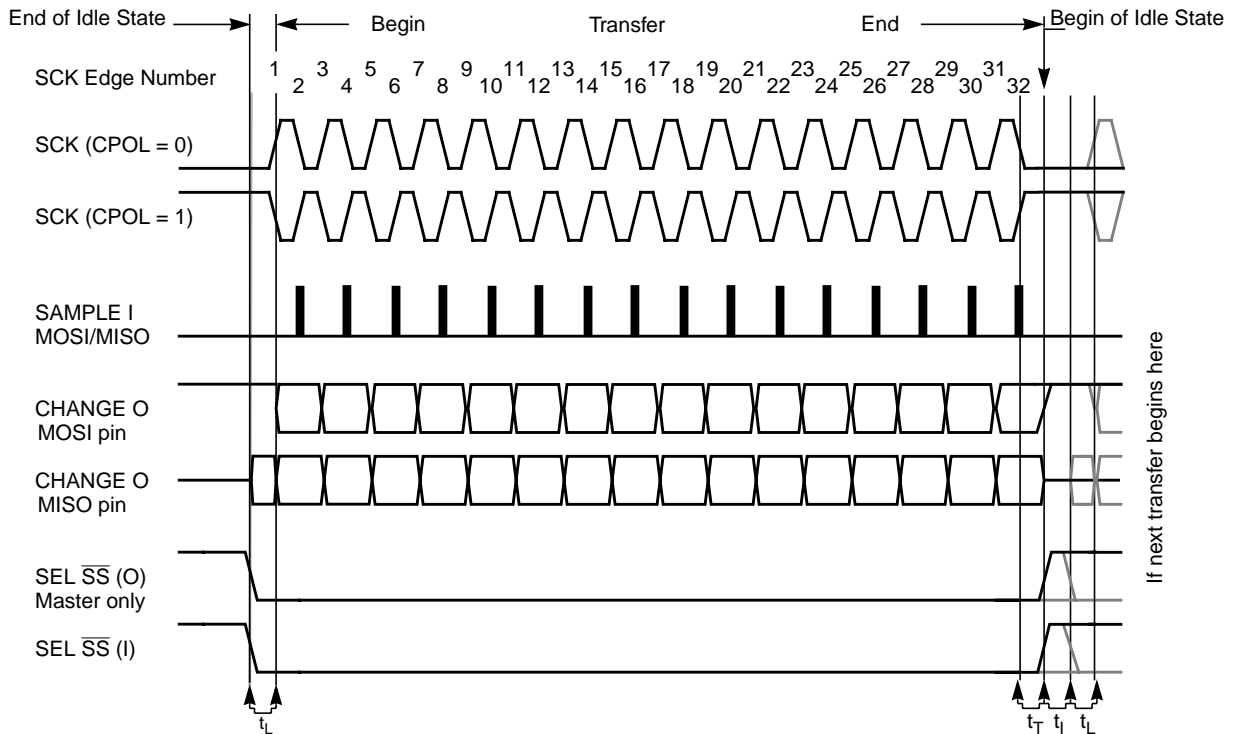 End of Idle State
Begin
Transfer
End
Begin of Idle State
SCK Edge Number
1 3 5 7 9 11 13 15 17 19 21 23 25 27 29 31
2 4 6 8 10 12 14 16 18 20 22 24 26 28 30 32
SCK (CPOL = 0)
SCK (CPOL = 1)
SAMPLE I
MOSI/MISO
CHANGE O
MOSI pin
CHANGE O
MISO pin
SEL SS (O)
Master only
SEL SS (I)
If next transfer begins here
tL
tT tI tL